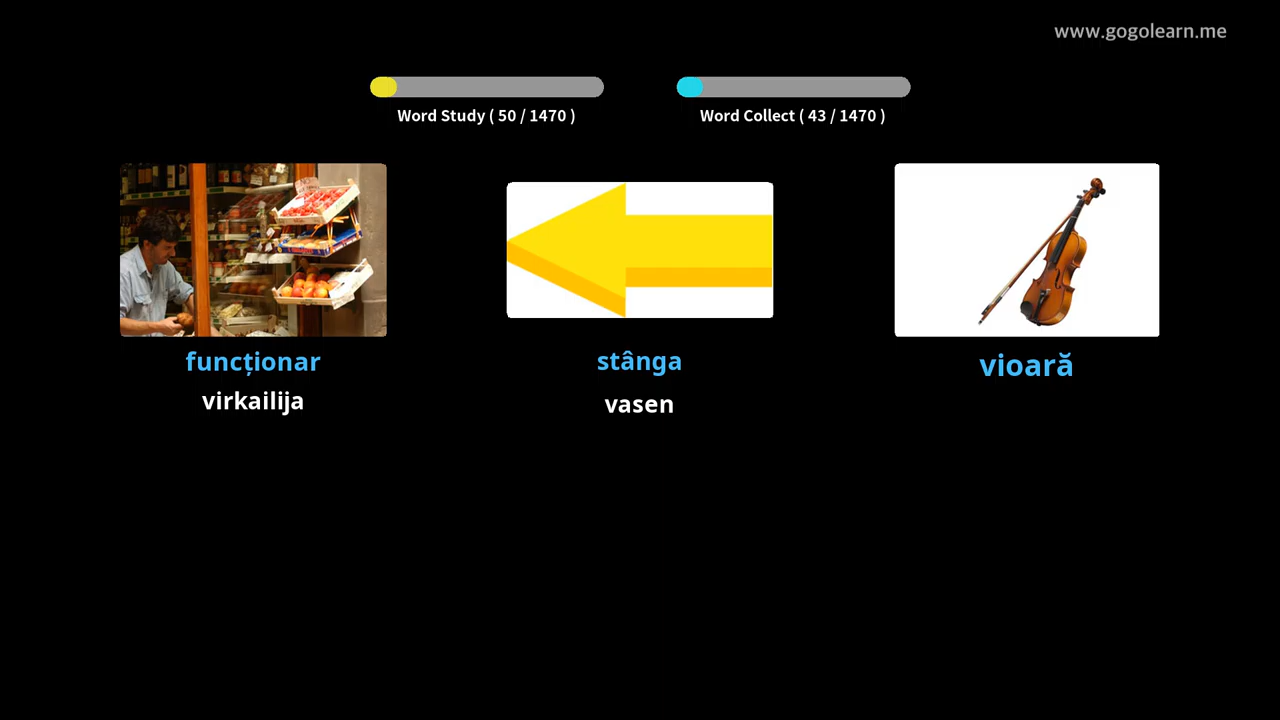 www.gogolearn.me
Word Study ( 50 / 1470 )
Word Collect ( 43 / 1470 )
funcționar
virkailija
stânga
vasen
vioară